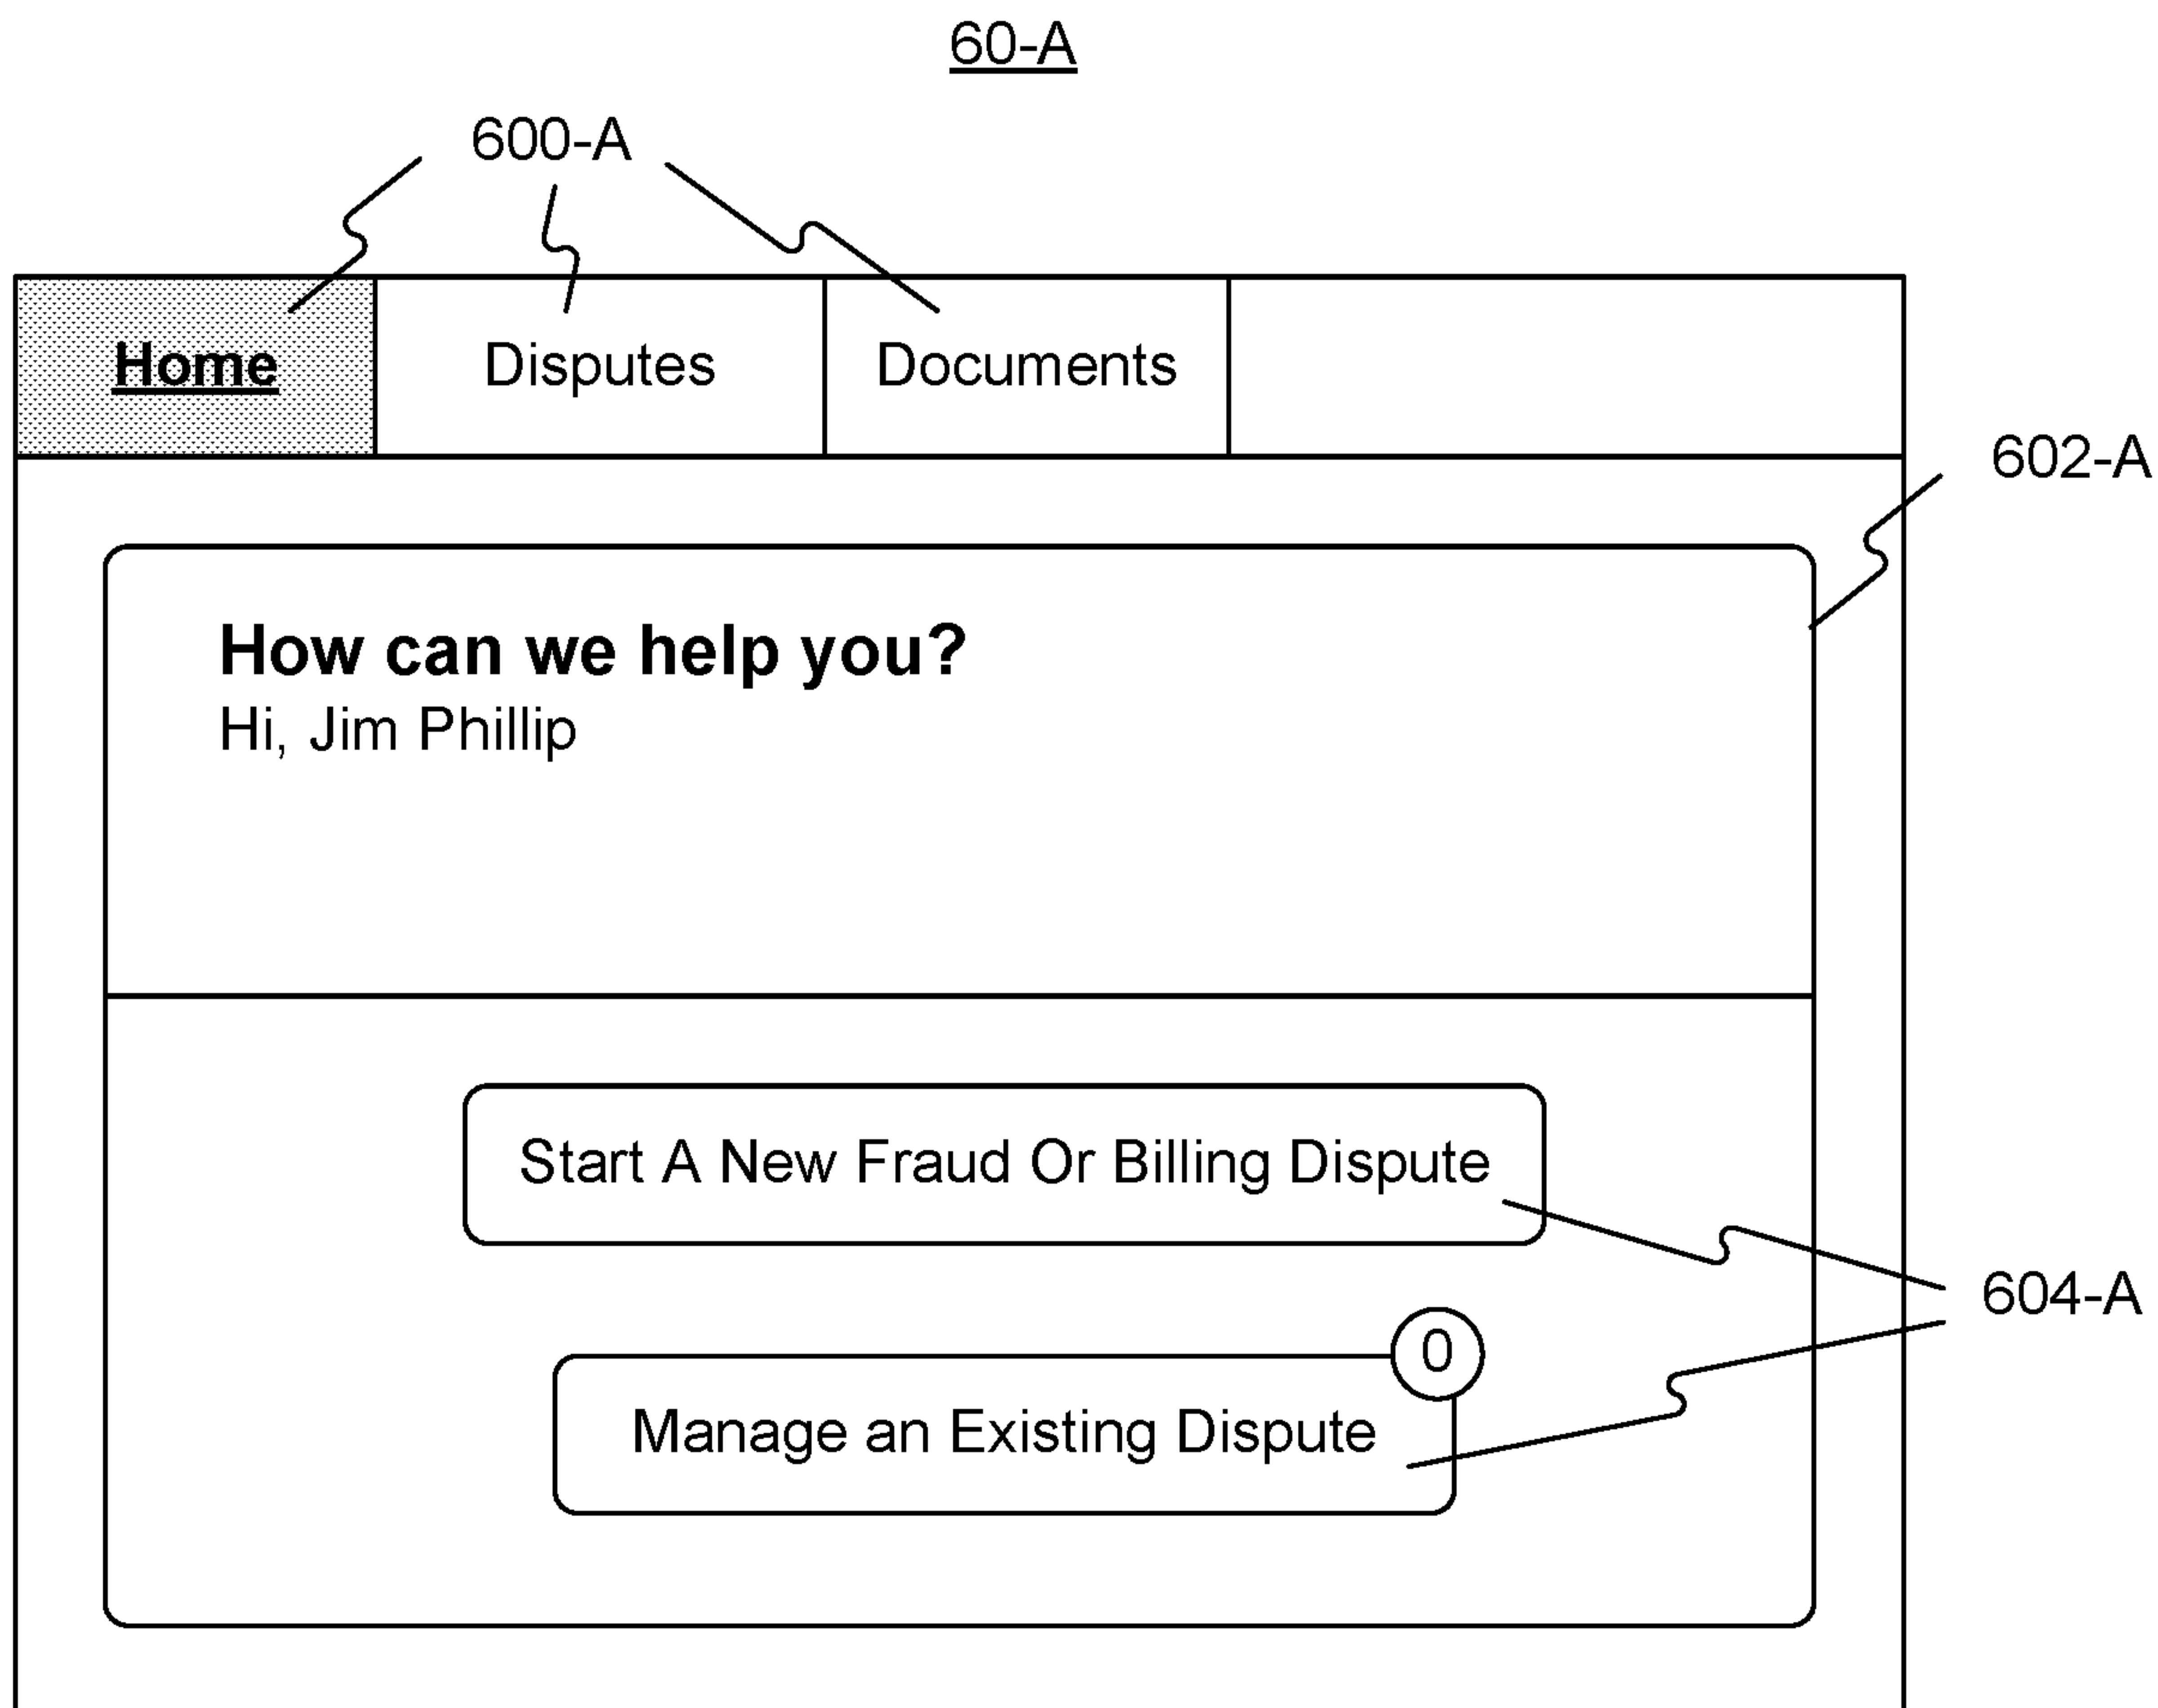 60-A
600-A
Home
Disputes
Documents
602-A
How can we help you?
Hi, Jim Phillip
Start A New Fraud Or Billing Dispute
604-A
0
Manage an Existing Dispute